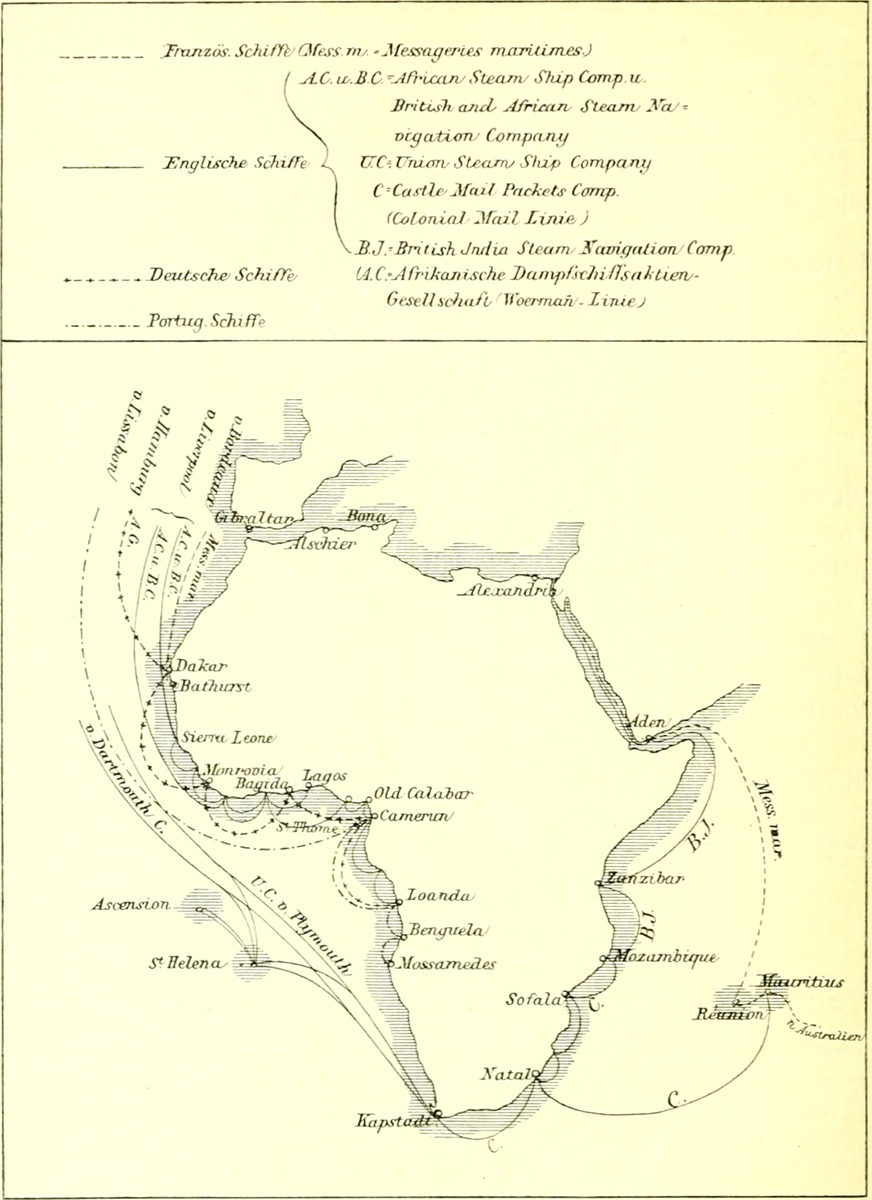 Französ. Schiffe (Mess. m. = Messageries maritimes.)
A.C. u. B.C. = African Steam Ship Comp. u.
British and African Steam Na=
vigation Company
Englische Schiffe
U.C. = Union Steam Ship Company
C = Castle Mail Packets Comp.
(Colonial Mail Linie)
B.J. = British India Steam Navigation Comp.
Deutsche Schiffe
(A.C. = Afrikanische Dampfschiffsaktien-
Gesellschaft (Woermañ-Linie)
Portug. Schiffe
v. Lissabon
v. Hamburg
v. Liverpool
v. Bordeaux
A.G.
A.C. u. B.C.
A.C. u. B.C.
Mess. mar.
Gibraltar
Bona
Alschier
Alexandria
Dakar
Bathurst
Sierra Leone
Aden
Monrovia
Bagida
Lagos
Old Calabar
Camerun
St. Thome
v. Dartmouth C.
U.C. v. Plymouth
Mess. mar.
B.J.
Zanzibar
B.J.
Ascension
Loanda
Benguela
St. Helena
Mossamedes
Mozambique
Sofala
C.
Mauritius
Réunion
n. Australien
Natal
C.
Kapstadt
C.